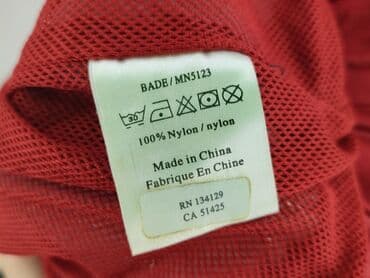 BADE / MN5123
30
100% Nylon / nylon
Made in China
Fabrique En Chine
RN 134129
CA 51425